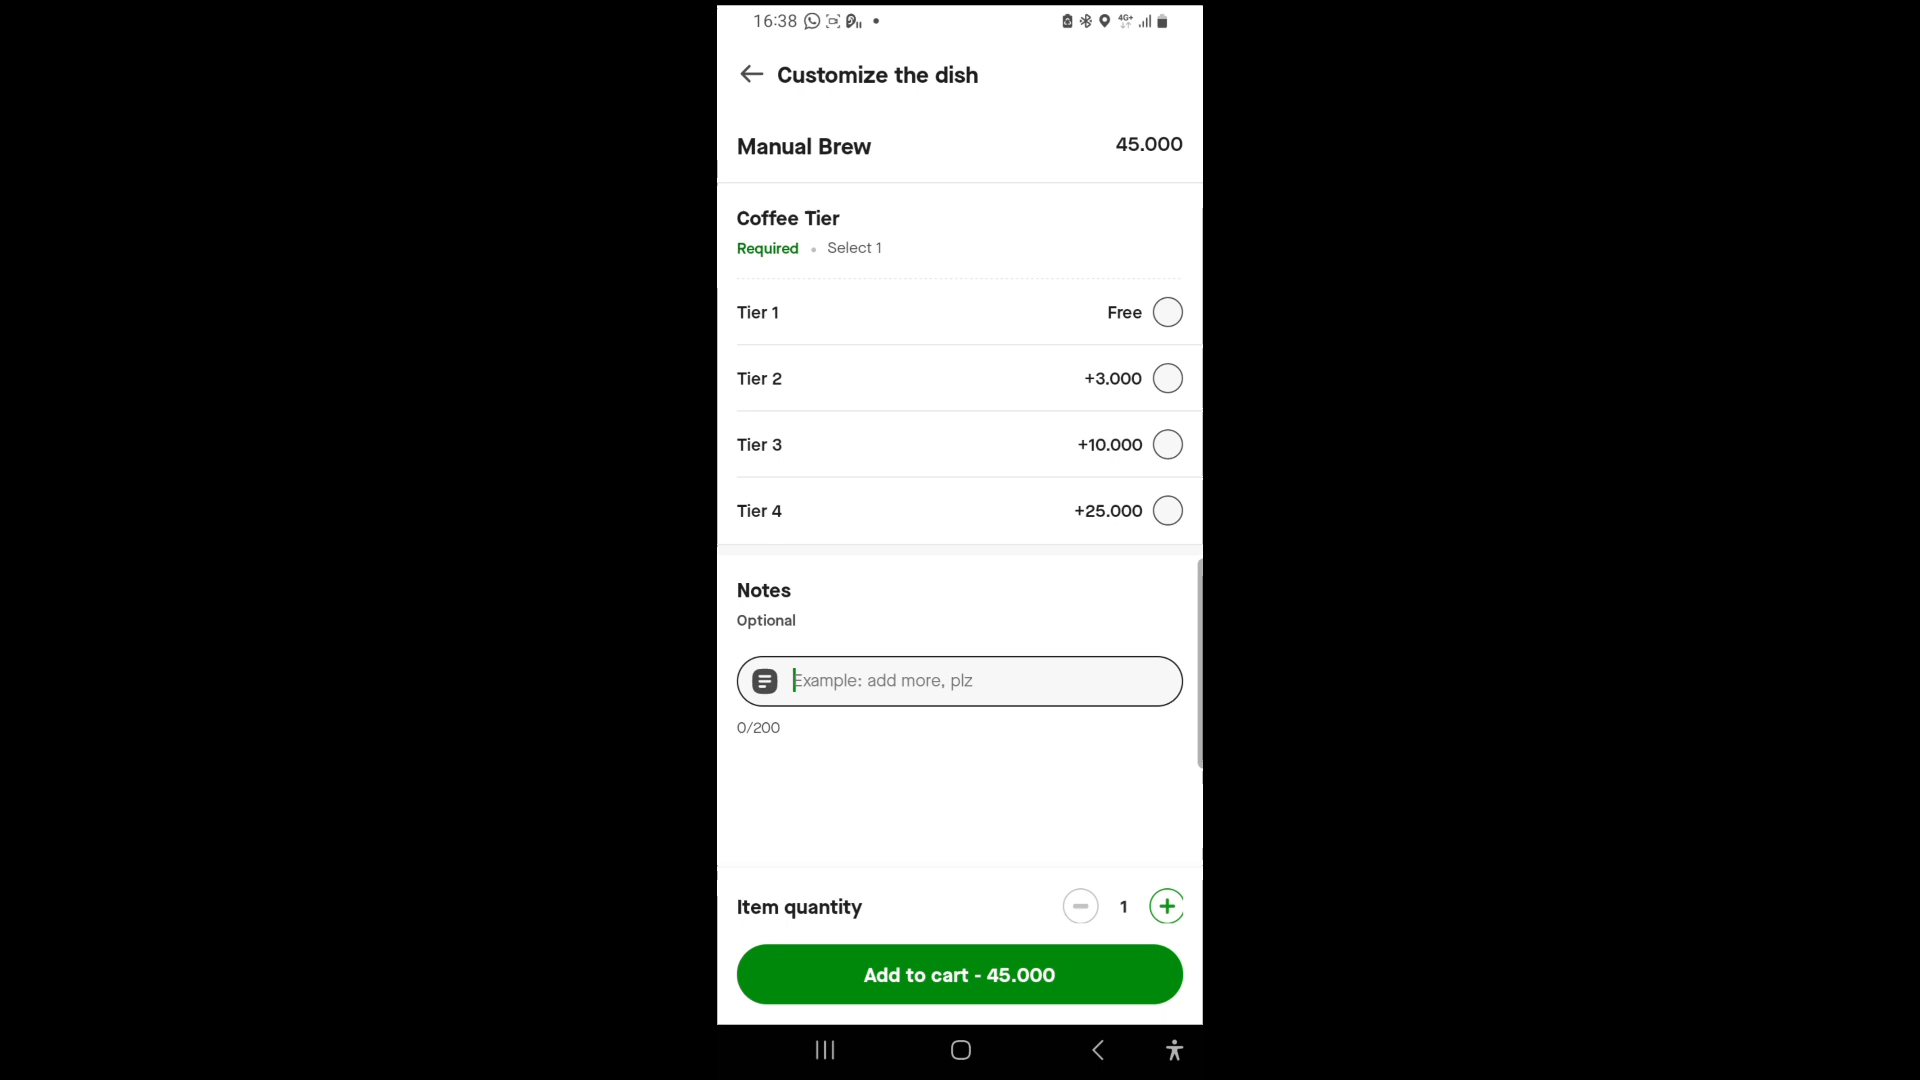 16:38
4G+
Customize the dish
Manual Brew 45.000
Coffee Tier
Required • Select 1
Tier 1 Free
Tier 2 +3.000
Tier 3 +10.000
Tier 4 +25.000
Notes
Optional
Example: add more, plz
0/200
Item quantity 1
Add to cart - 45.000